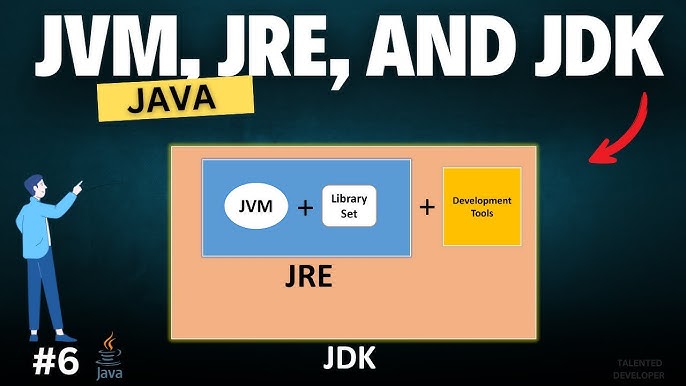 JVM, JRE, AND JDK
JAVA
JVM
+
Library
Set
+
Development
Tools
JRE
JDK
#6
Java
TALENTED
DEVELOPER